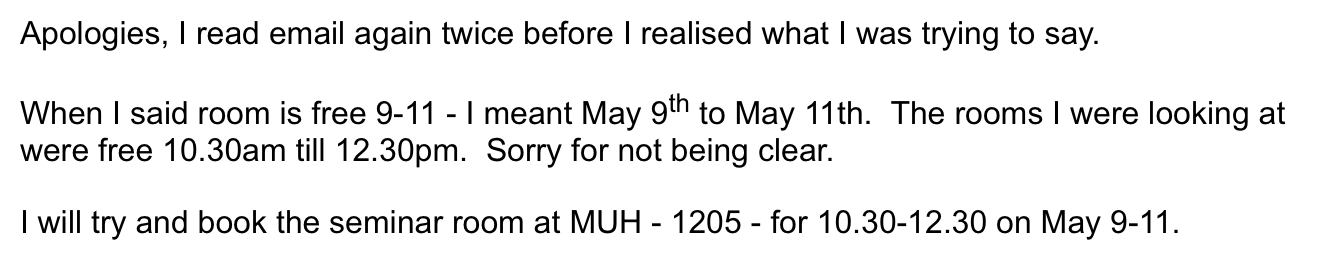 Apologies, I read email again twice before I realised what I was trying to say.
When I said room is free 9-11 - I meant May 9th to May 11th.  The rooms I were looking at
were free 10.30am till 12.30pm.  Sorry for not being clear.
I will try and book the seminar room at MUH - 1205 - for 10.30-12.30 on May 9-11.